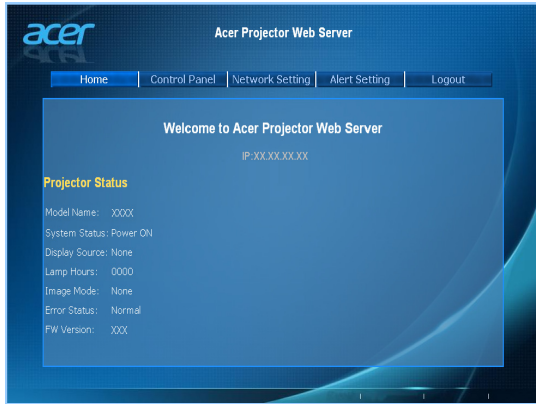 acer
Acer Projector Web Server
Home Control Panel Network Setting Alert Setting Logout
Welcome to Acer Projector Web Server
IP:XX.XX.XX.XX
Projector Status
Model Name: XXXX
System Status: Power ON
Display Source: None
Lamp Hours: 0000
Image Mode: None
Error Status: Normal
FW Version: XXX